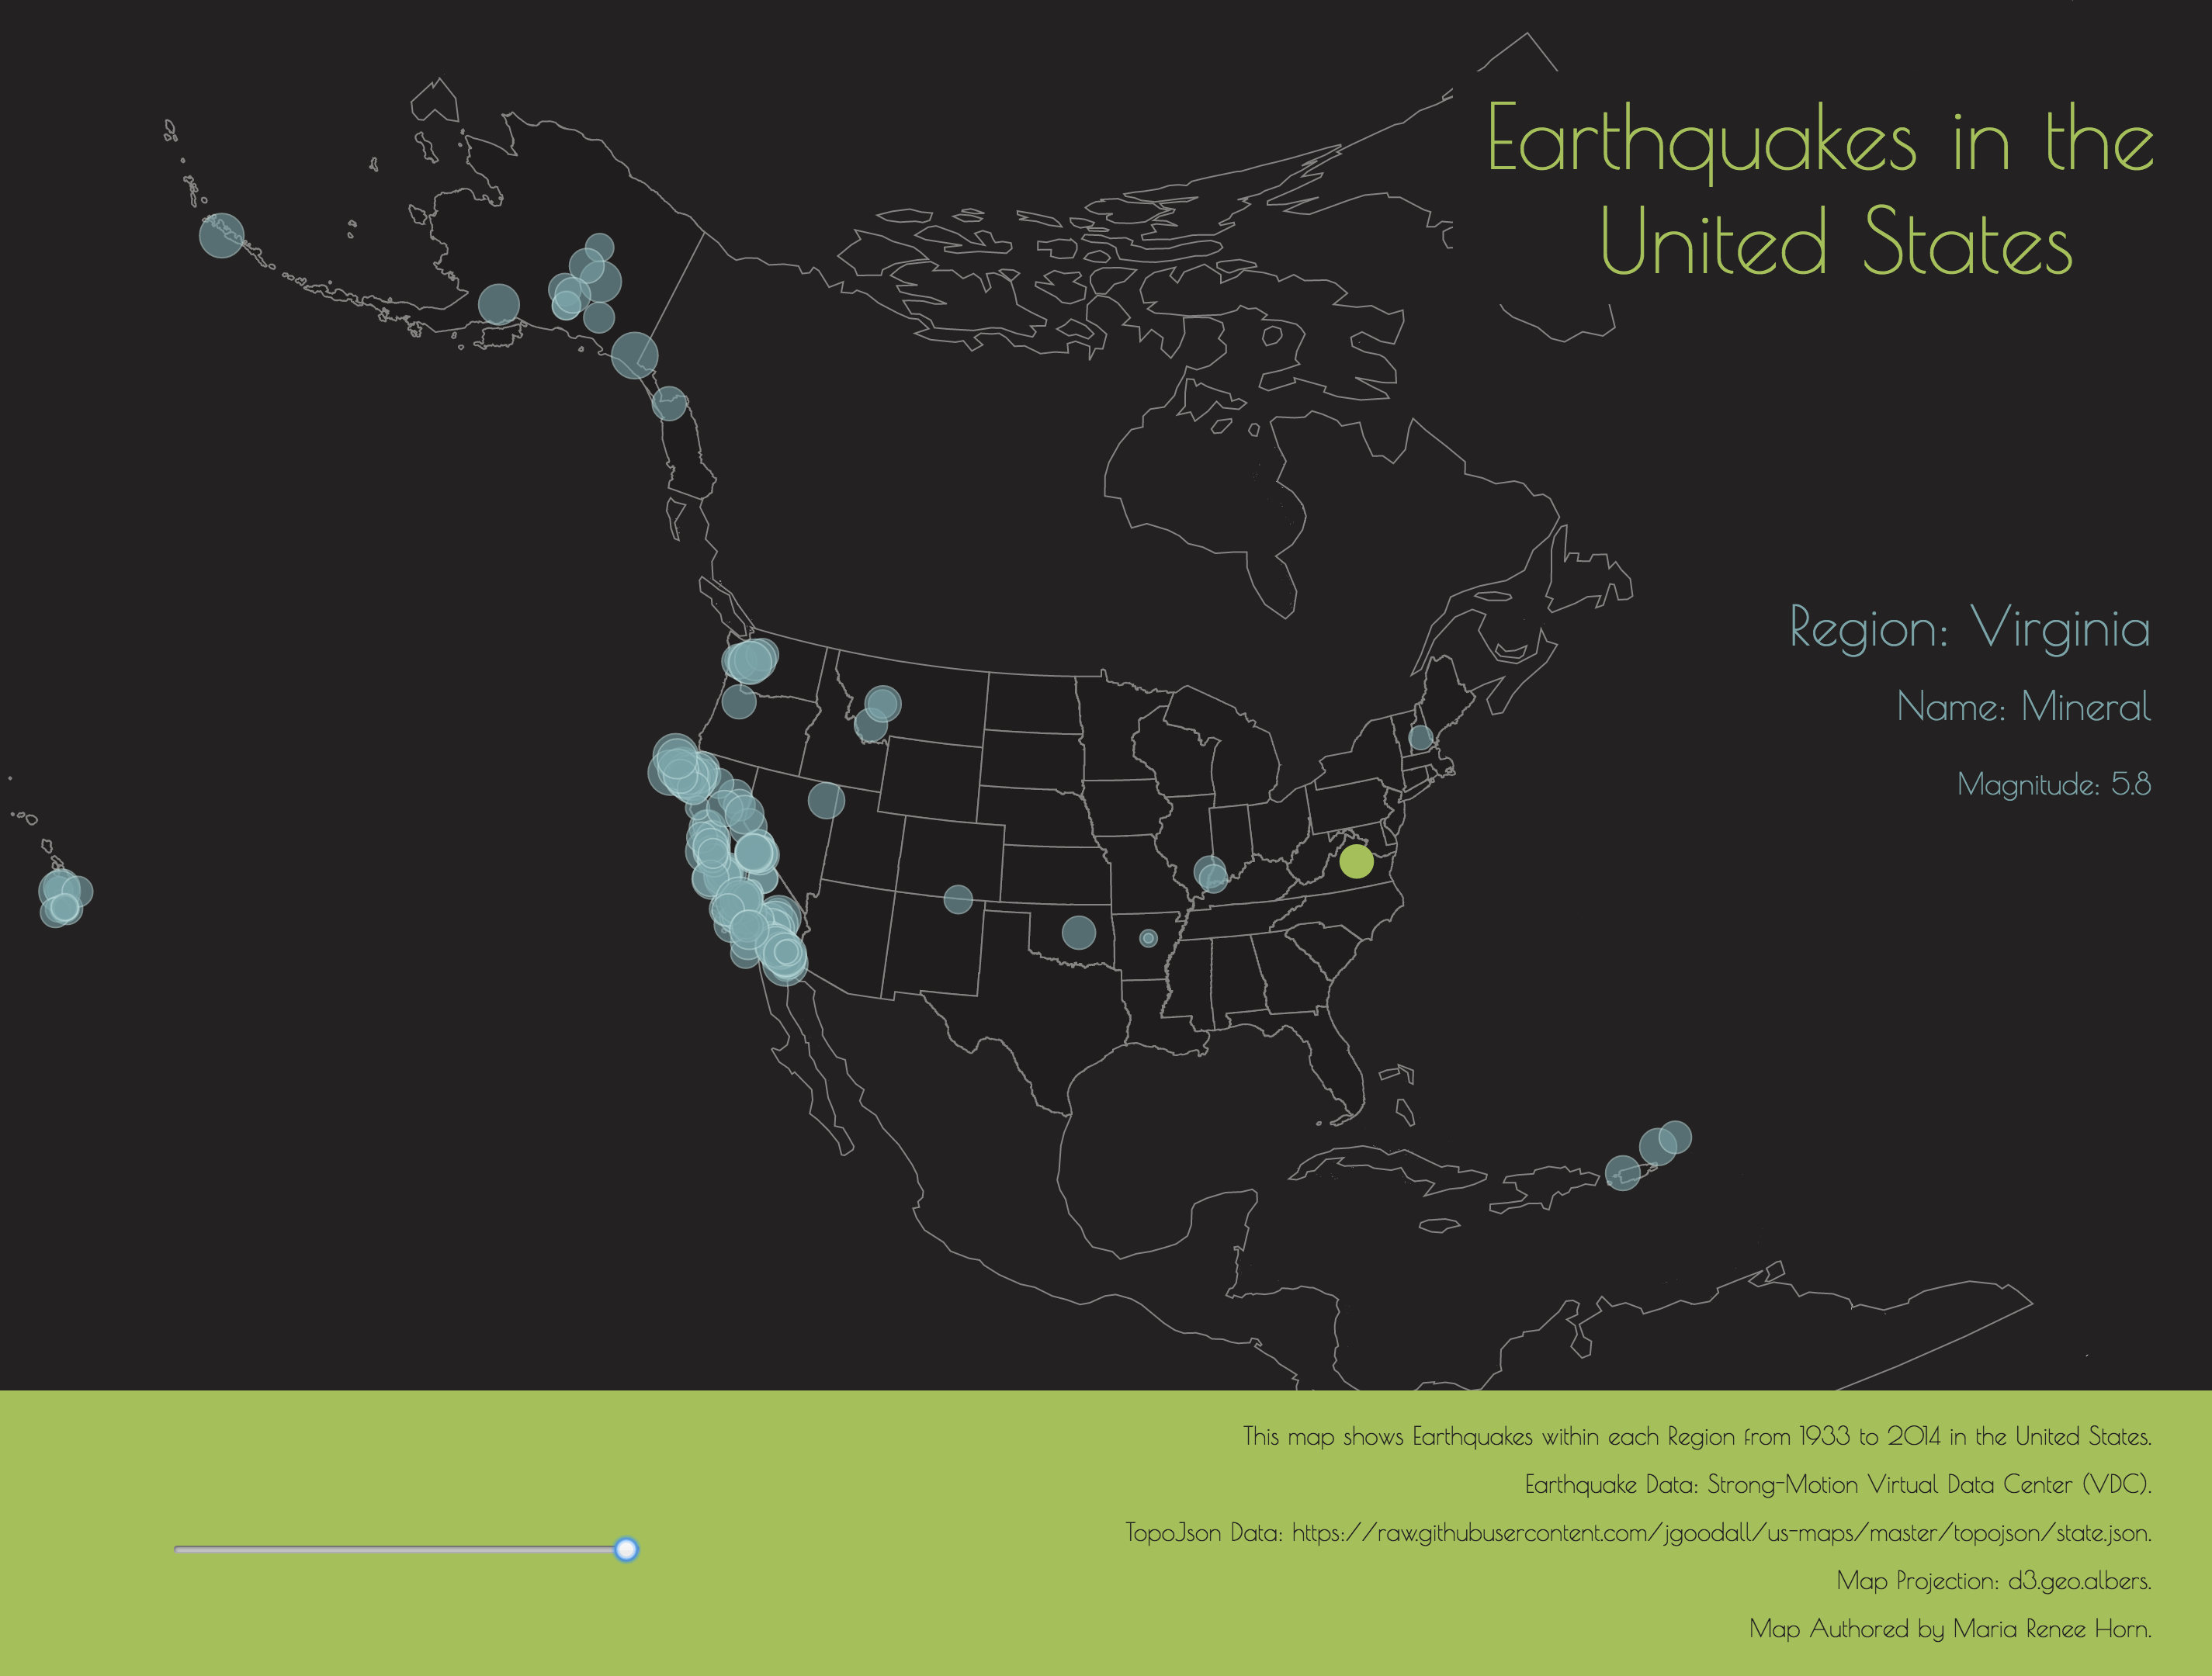 Earthquakes in the
United States
Region: Virginia
Name: Mineral
Magnitude: 5.8
This map shows Earthquakes within each Region from 1933 to 2014 in the United States.
Earthquake Data: Strong-Motion Virtual Data Center (VDC).
TopoJson Data: https://raw.githubusercontent.com/jgoodall/us-maps/master/topojson/state.json.
Map Projection: d3.geo.albers.
Map Authored by Maria Renee Horn.